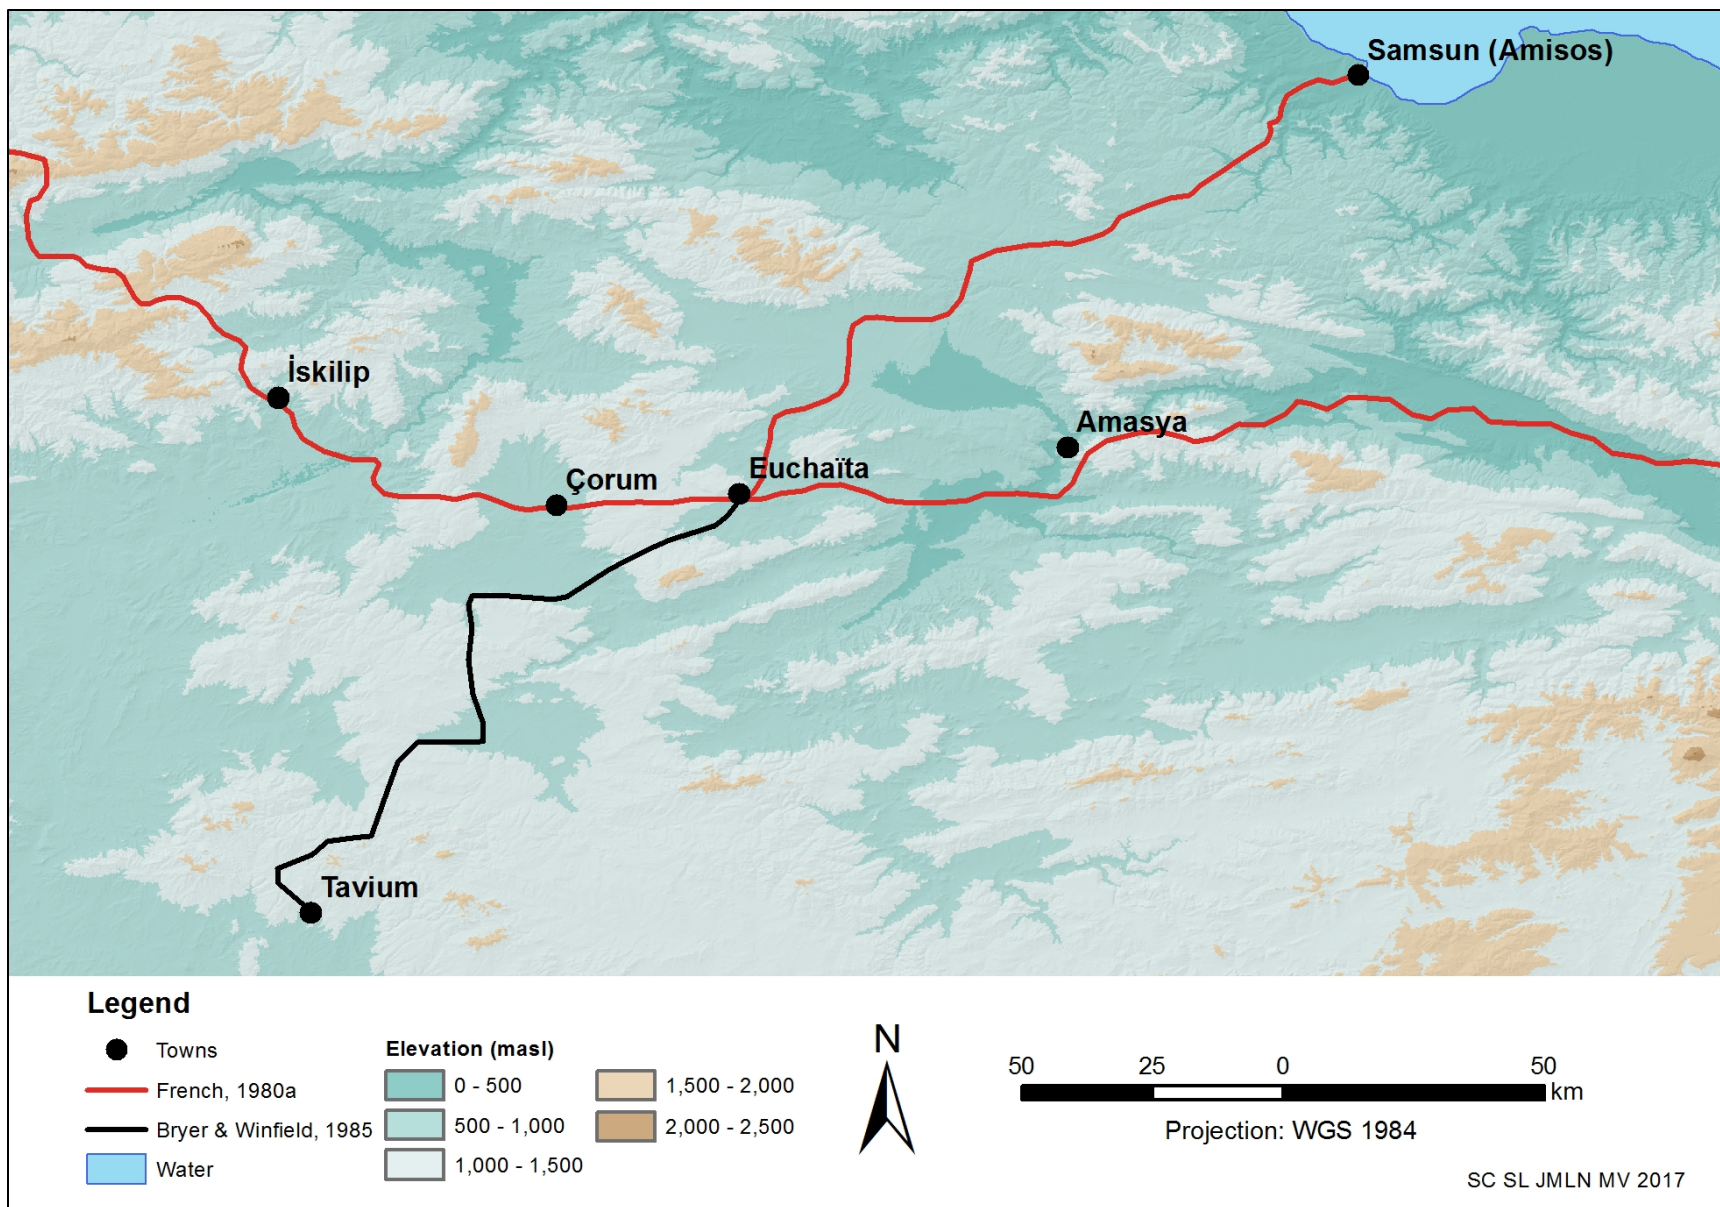 Samsun (Amisos)
İskilip
Amasya
Euchaïta
Çorum
Tavium
Legend
Towns
French, 1980a
Bryer & Winfield, 1985
Water
Elevation (masl)
0 - 500
500 - 1,000
1,000 - 1,500
1,500 - 2,000
2,000 - 2,500
N
50 25 0 50
km
Projection: WGS 1984
SC SL JMLN MV 2017